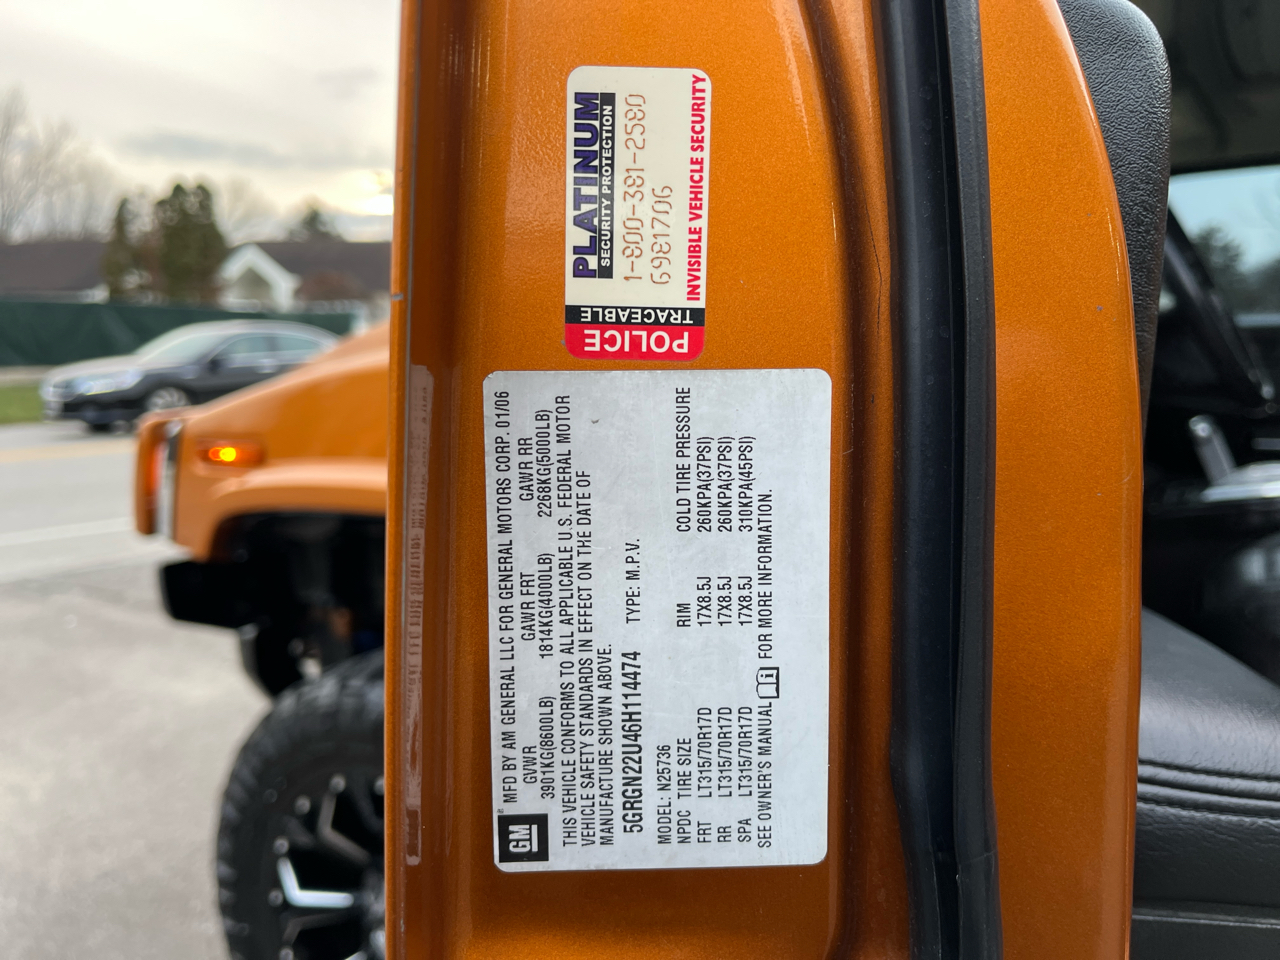 PLATINUM
SECURITY PROTECTION
1-800-381-2580
6981706
INVISIBLE VEHICLE SECURITY
TRACEABLE
POLICE
GM
MFD BY AM GENERAL LLC FOR GENERAL MOTORS CORP. 01/06
GVWR GAWR FRT GAWR RR
3901KG(8600LB) 1814KG(4000LB) 2268KG(5000LB)
THIS VEHICLE CONFORMS TO ALL APPLICABLE U.S. FEDERAL MOTOR
VEHICLE SAFETY STANDARDS IN EFFECT ON THE DATE OF
MANUFACTURE SHOWN ABOVE.
5GRGN22U46H114474 TYPE: M.P.V.
MODEL: N25736
NPDC TIRE SIZE RIM COLD TIRE PRESSURE
FRT LT315/70R17D 17X8.5J 260KPA(37PSI)
RR LT315/70R17D 17X8.5J 260KPA(37PSI)
SPA LT315/70R17D 17X8.5J 310KPA(45PSI)
SEE OWNER'S MANUAL FOR MORE INFORMATION.